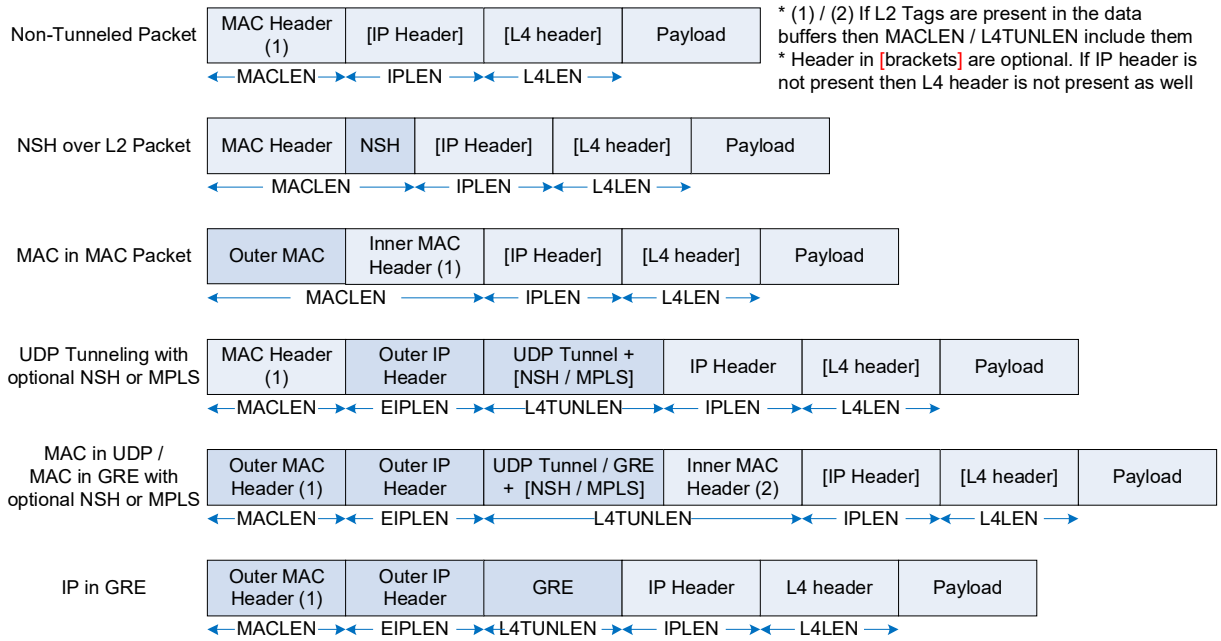 Non-Tunneled Packet
MAC Header
(1)
[IP Header]
[L4 header]
Payload
MACLEN
IPLEN
L4LEN
* (1) / (2) If L2 Tags are present in the data
buffers then MACLEN / L4TUNLEN include them
* Header in [brackets] are optional. If IP header is
not present then L4 header is not present as well
NSH over L2 Packet
MAC Header
NSH
[IP Header]
[L4 header]
Payload
MACLEN
IPLEN
L4LEN
MAC in MAC Packet
Outer MAC
Inner MAC
Header (1)
[IP Header]
[L4 header]
Payload
MACLEN
IPLEN
L4LEN
UDP Tunneling with
optional NSH or MPLS
MAC Header
(1)
Outer IP
Header
UDP Tunnel +
[NSH / MPLS]
IP Header
[L4 header]
Payload
MACLEN
EIPLEN
L4TUNLEN
IPLEN
L4LEN
MAC in UDP /
MAC in GRE with
optional NSH or MPLS
Outer MAC
Header (1)
Outer IP
Header
UDP Tunnel / GRE
+ [NSH / MPLS]
Inner MAC
Header (2)
[IP Header]
[L4 header]
Payload
MACLEN
EIPLEN
L4TUNLEN
IPLEN
L4LEN
IP in GRE
Outer MAC
Header (1)
Outer IP
Header
GRE
IP Header
L4 header
Payload
MACLEN
EIPLEN
L4TUNLEN
IPLEN
L4LEN